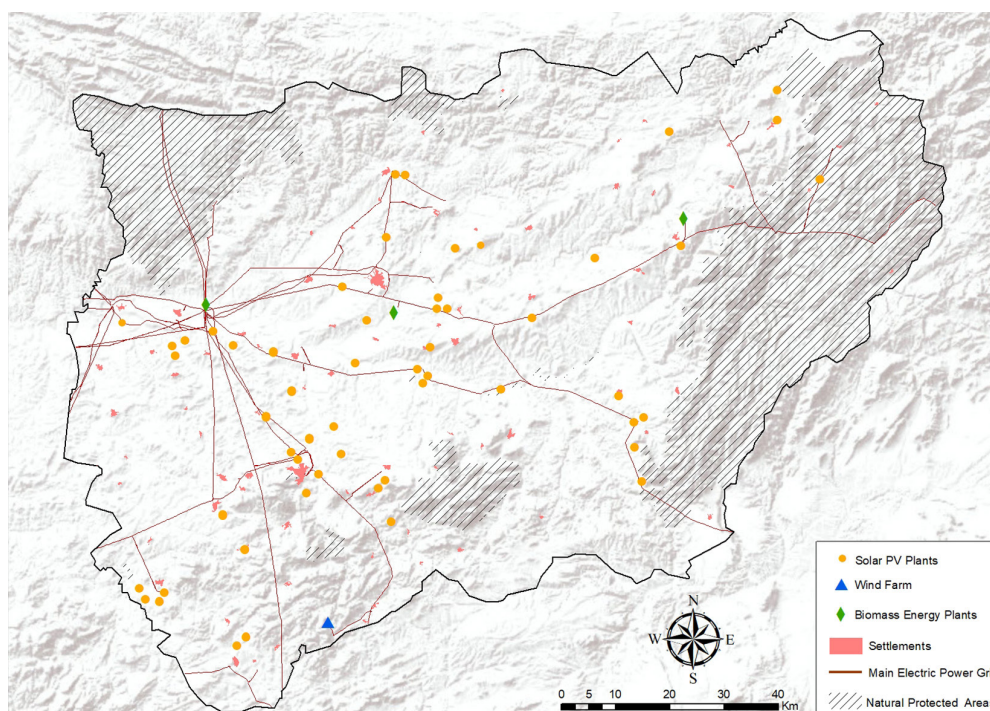 Solar PV Plants
Wind Farm
Biomass Energy Plants
Settlements
Main Electric Power Gr
Natural Protected Area
N
W E
S
0 5 10 20 30 40
Km